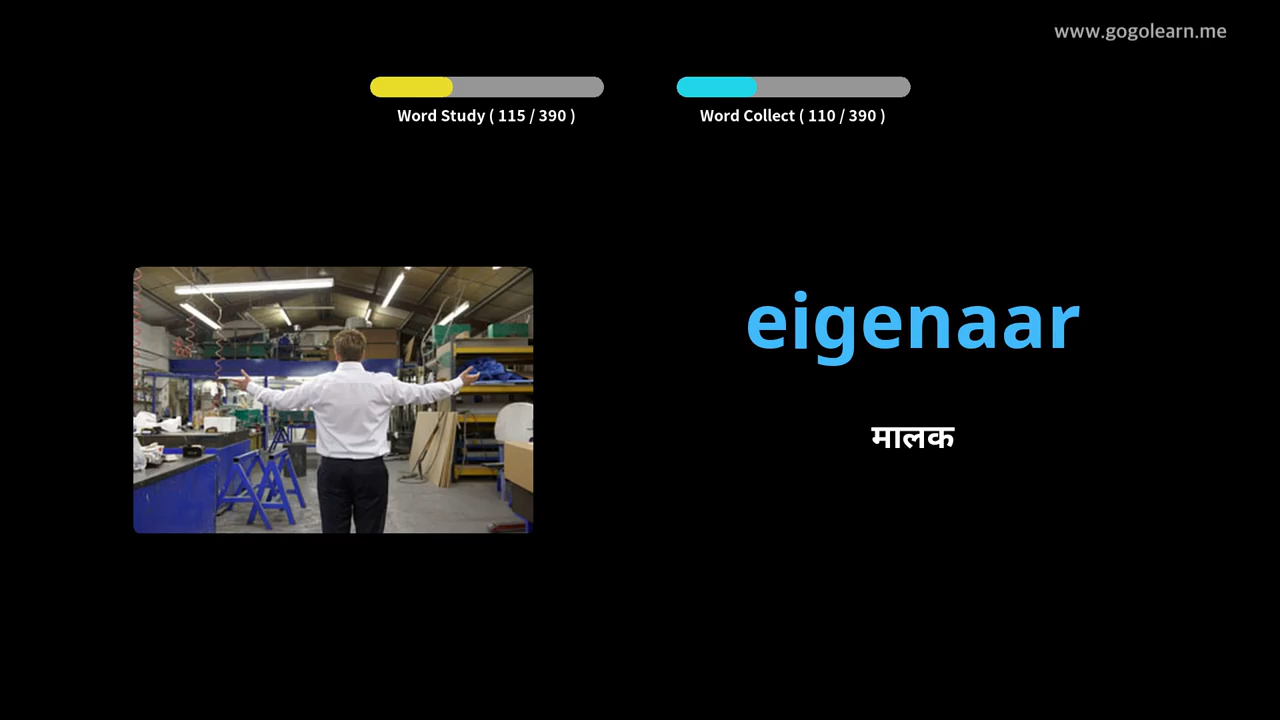 www.gogolearn.me
Word Study ( 115 / 390 )
Word Collect ( 110 / 390 )
eigenaar
मालक